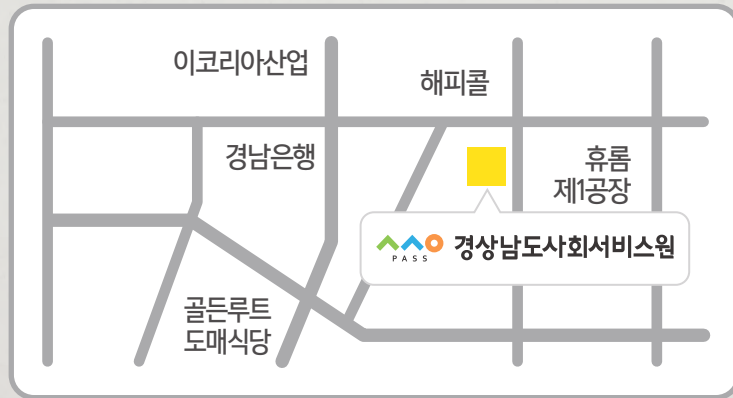 이코리아산업
해피콜
경남은행
휴롬
제1공장
PASS
경상남도사회서비스원
골든루트
도매식당